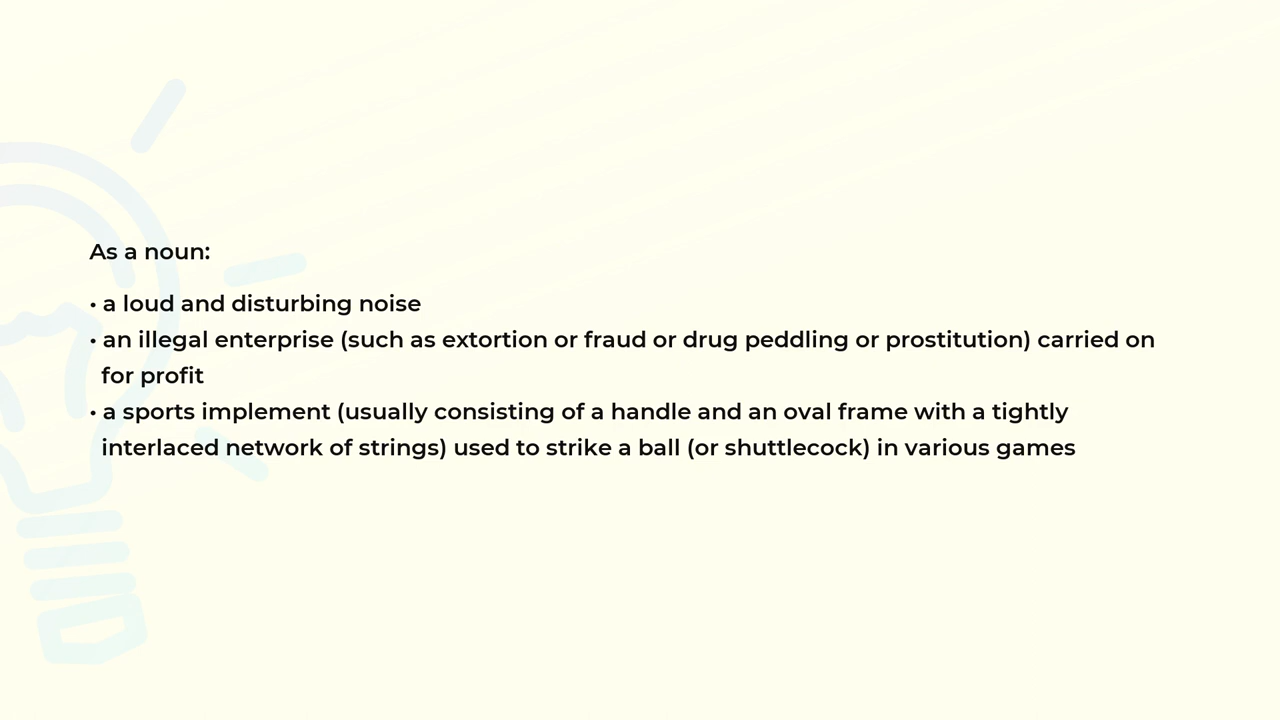 As a noun:
• a loud and disturbing noise
• an illegal enterprise (such as extortion or fraud or drug peddling or prostitution) carried on
for profit
• a sports implement (usually consisting of a handle and an oval frame with a tightly
interlaced network of strings) used to strike a ball (or shuttlecock) in various games